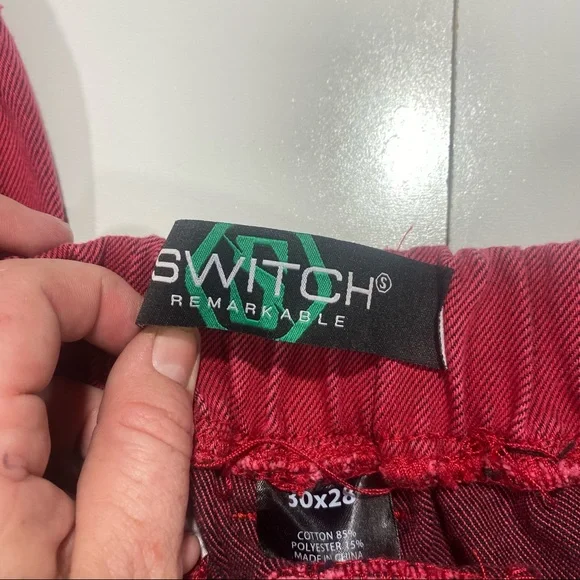 SWITCH Ⓢ
REMARKABLE
30x28
COTTON 85%
POLYESTER 15%
MADE IN CHINA